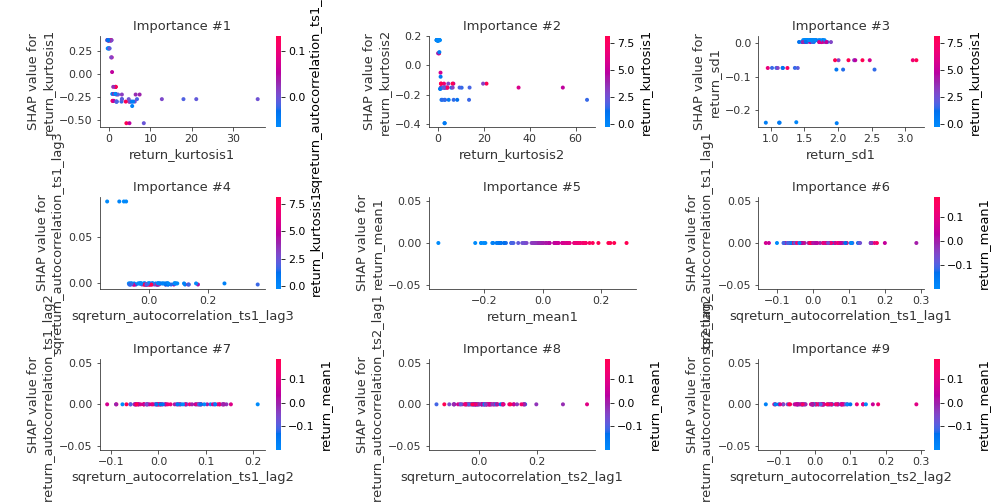 Importance #1
Importance #2
Importance #3
SHAP value for
return_kurtosis1
0.25
0.00
−0.25
−0.50
0
10
20
30
return_kurtosis1
0.1
0.0
SHAP value for
return_kurtosis2
0.2
0.0
−0.2
−0.4
0
20
40
60
return_kurtosis2
7.5
5.0
2.5
0.0
return_kurtosis1
SHAP value for
return_sd1
0.0
−0.1
−0.2
1.0
1.5
2.0
2.5
3.0
return_sd1
7.5
5.0
2.5
0.0
return_kurtosis1
Importance #4
Importance #5
Importance #6
SHAP value for
sqreturn_autocorrelation_ts1_lag3
0.05
0.00
0.0
0.2
sqreturn_autocorrelation_ts1_lag3
7.5
5.0
2.5
0.0
return_kurtosis1
SHAP value for
return_mean1
0.05
0.00
−0.05
−0.2
0.0
0.2
return_mean1
SHAP value for
0.05
0.00
−0.05
−0.1
0.0
0.1
0.2
0.3
sqreturn_autocorrelation_ts1_lag1
0.1
0.0
−0.1
return_mean1
Importance #7
Importance #8
Importance #9
SHAP value for
0.05
0.00
−0.05
−0.1
0.0
0.1
0.2
sqreturn_autocorrelation_ts1_lag2
0.1
0.0
−0.1
return_mean1
SHAP value for
0.05
0.00
−0.05
0.0
0.2
sqreturn_autocorrelation_ts2_lag1
0.1
0.0
−0.1
return_mean1
SHAP value for
0.05
0.00
−0.05
−0.1
0.0
0.1
0.2
0.3
sqreturn_autocorrelation_ts2_lag2
0.1
0.0
−0.1
return_mean1